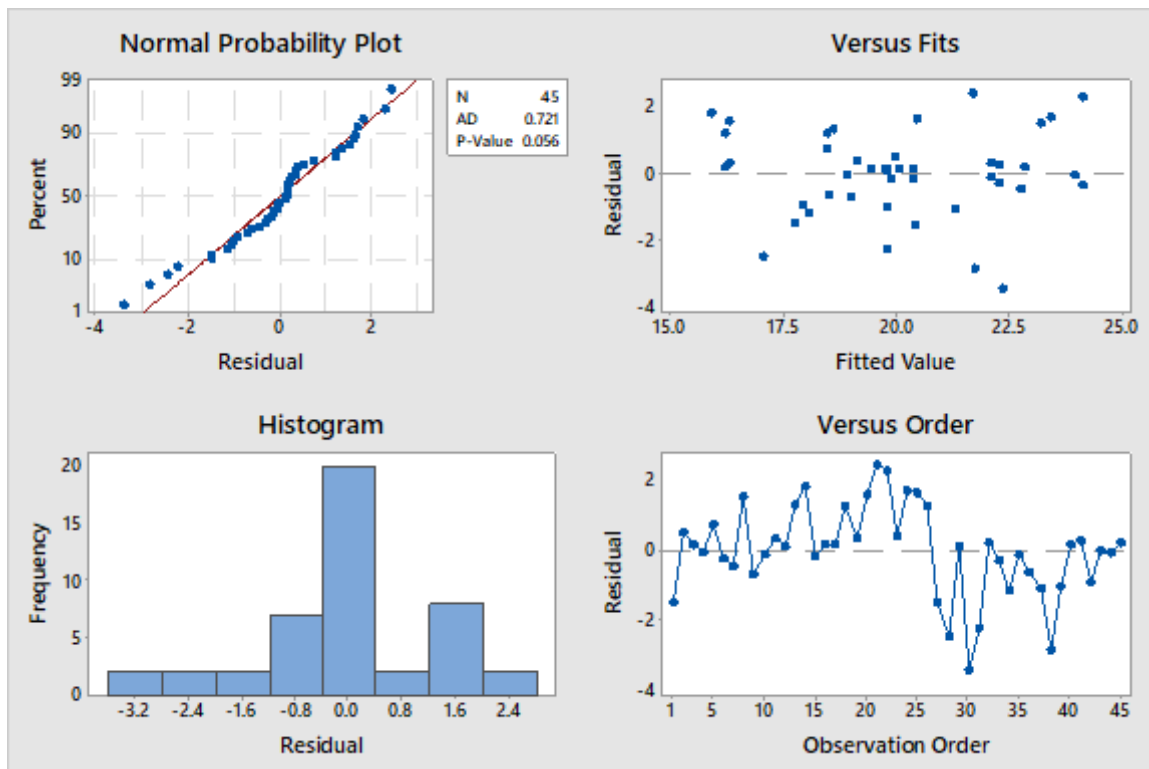 Normal Probability Plot
99
90
50
10
1
Percent
-4 -2 0 2
Residual
N 45
AD 0.721
P-Value 0.056
Versus Fits
2
0
-2
-4
Residual
15.0 17.5 20.0 22.5 25.0
Fitted Value
Histogram
20
15
10
5
0
Frequency
-3.2 -2.4 -1.6 -0.8 0.0 0.8 1.6 2.4
Residual
Versus Order
2
0
-2
-4
Residual
1 5 10 15 20 25 30 35 40 45
Observation Order